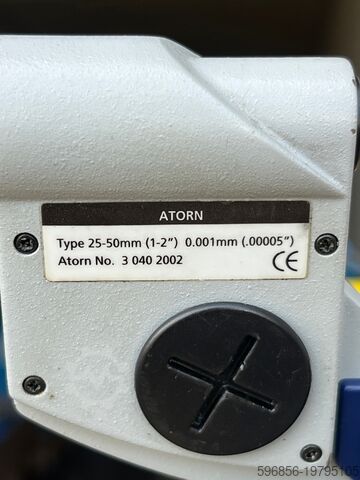 ATORN
Type 25-50mm (1-2") 0.001mm (.00005")
Atorn No. 3 040 2002 CE
596856-19795105